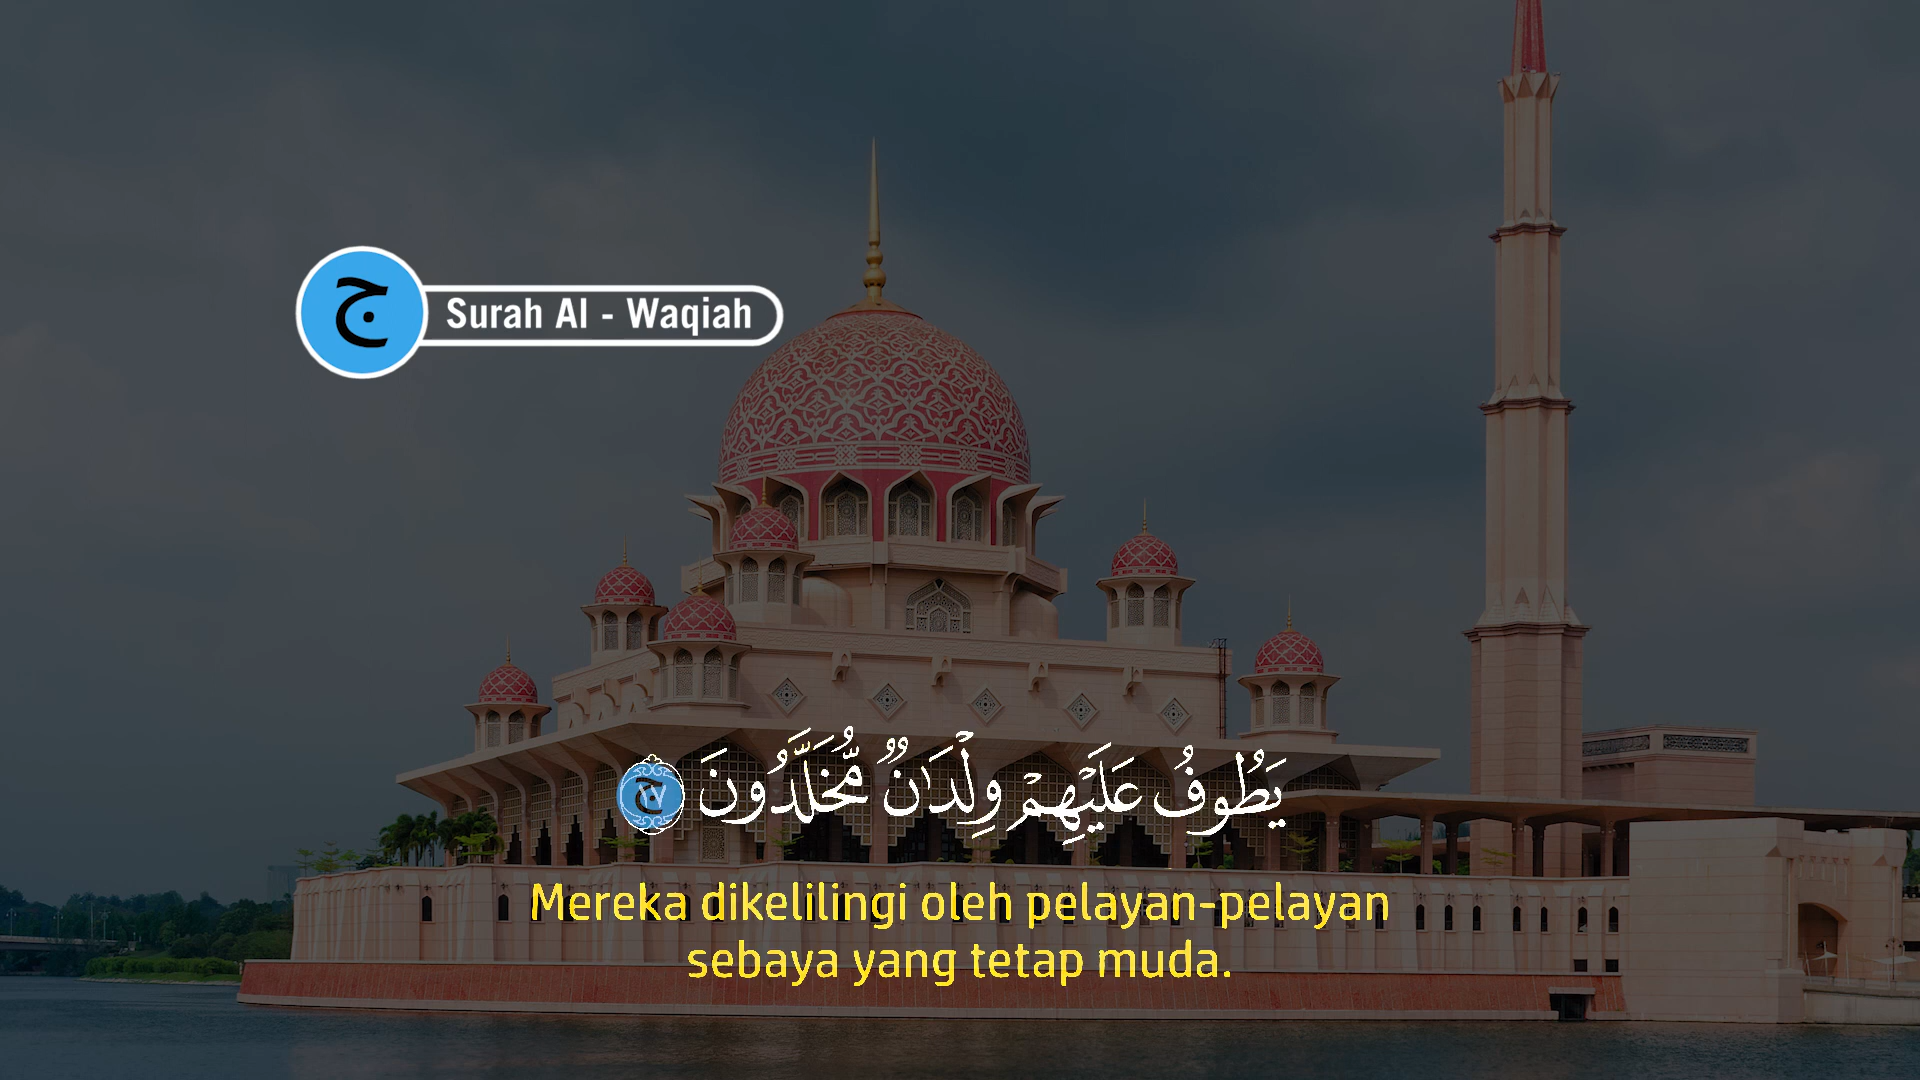 ج
Surah Al - Waqiah
يَطُوفُ عَلَيْهِمْ وِلْدَٰنٌ مُّخَلَّدُونَ ج ١٧
Mereka dikelilingi oleh pelayan-pelayan
sebaya yang tetap muda.